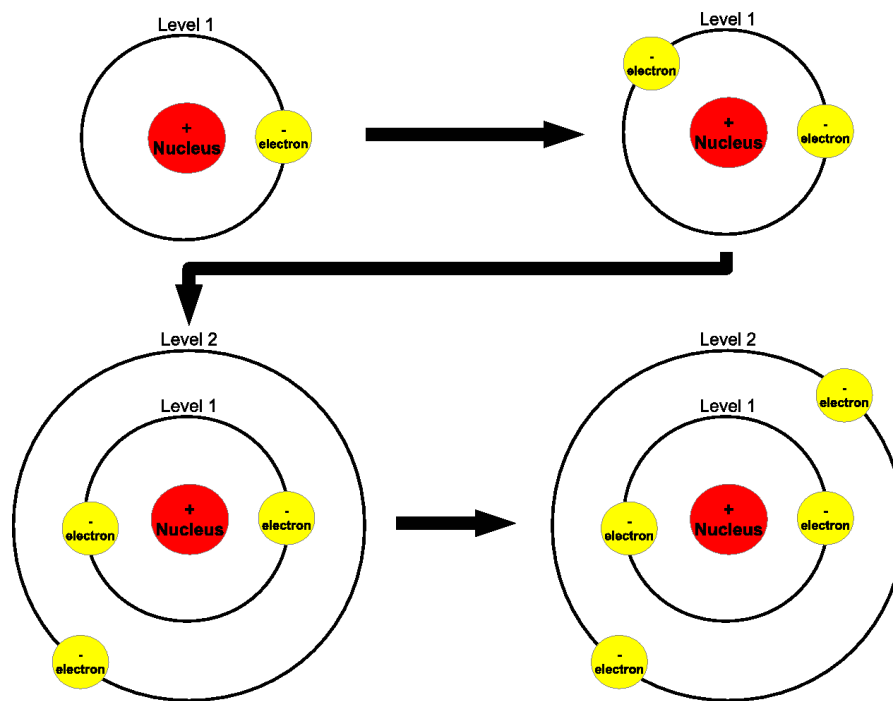 Level 1
+
Nucleus
-
electron
Level 1
-
electron
+
Nucleus
-
electron
Level 2
Level 1
+
Nucleus
-
electron
-
electron
-
electron
Level 2
-
electron
Level 1
+
Nucleus
-
electron
-
electron
-
electron